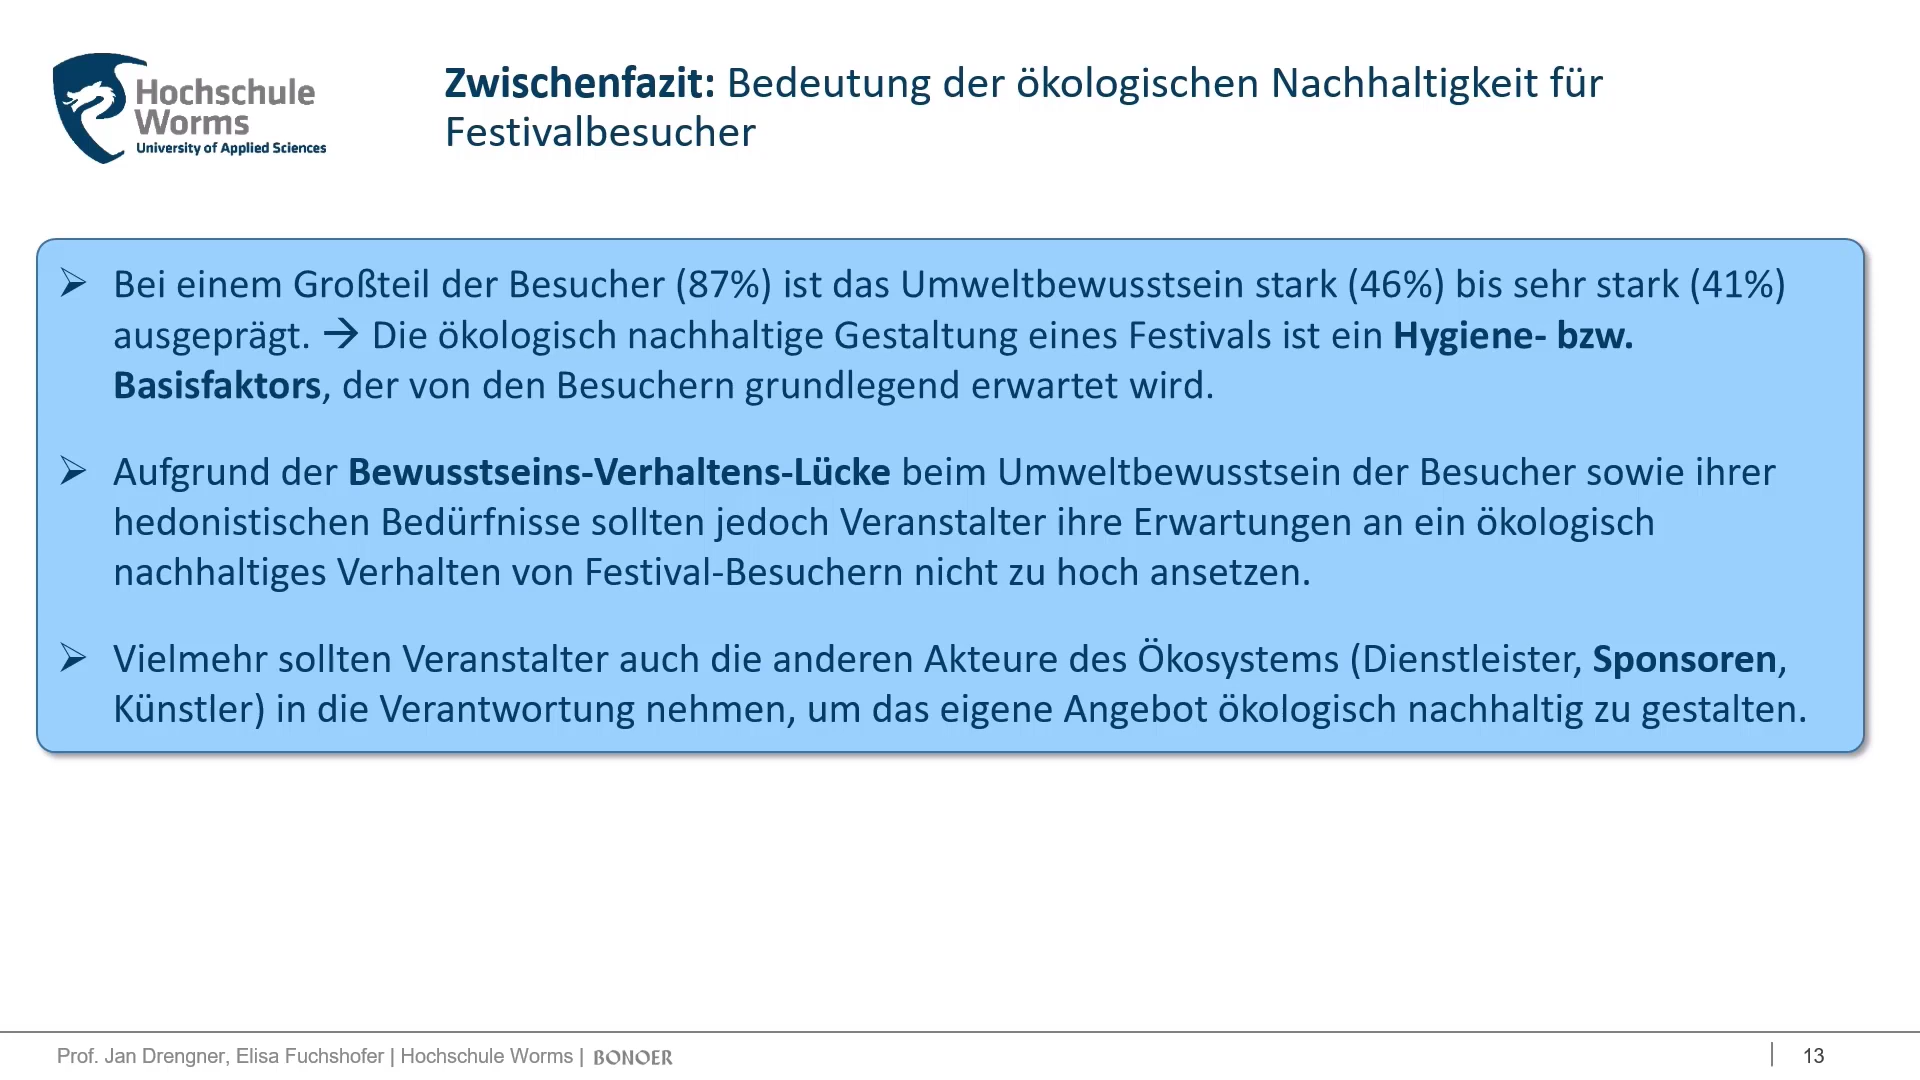 Hochschule
Worms
University of Applied Sciences
Zwischenfazit: Bedeutung der ökologischen Nachhaltigkeit für
Festivalbesucher
➢ Bei einem Großteil der Besucher (87%) ist das Umweltbewusstsein stark (46%) bis sehr stark (41%)
ausgeprägt. → Die ökologisch nachhaltige Gestaltung eines Festivals ist ein Hygiene- bzw.
Basisfaktors, der von den Besuchern grundlegend erwartet wird.
➢ Aufgrund der Bewusstseins-Verhaltens-Lücke beim Umweltbewusstsein der Besucher sowie ihrer
hedonistischen Bedürfnisse sollten jedoch Veranstalter ihre Erwartungen an ein ökologisch
nachhaltiges Verhalten von Festival-Besuchern nicht zu hoch ansetzen.
➢ Vielmehr sollten Veranstalter auch die anderen Akteure des Ökosystems (Dienstleister, Sponsoren,
Künstler) in die Verantwortung nehmen, um das eigene Angebot ökologisch nachhaltig zu gestalten.
Prof. Jan Drengner, Elisa Fuchshofer | Hochschule Worms | BONOER
13